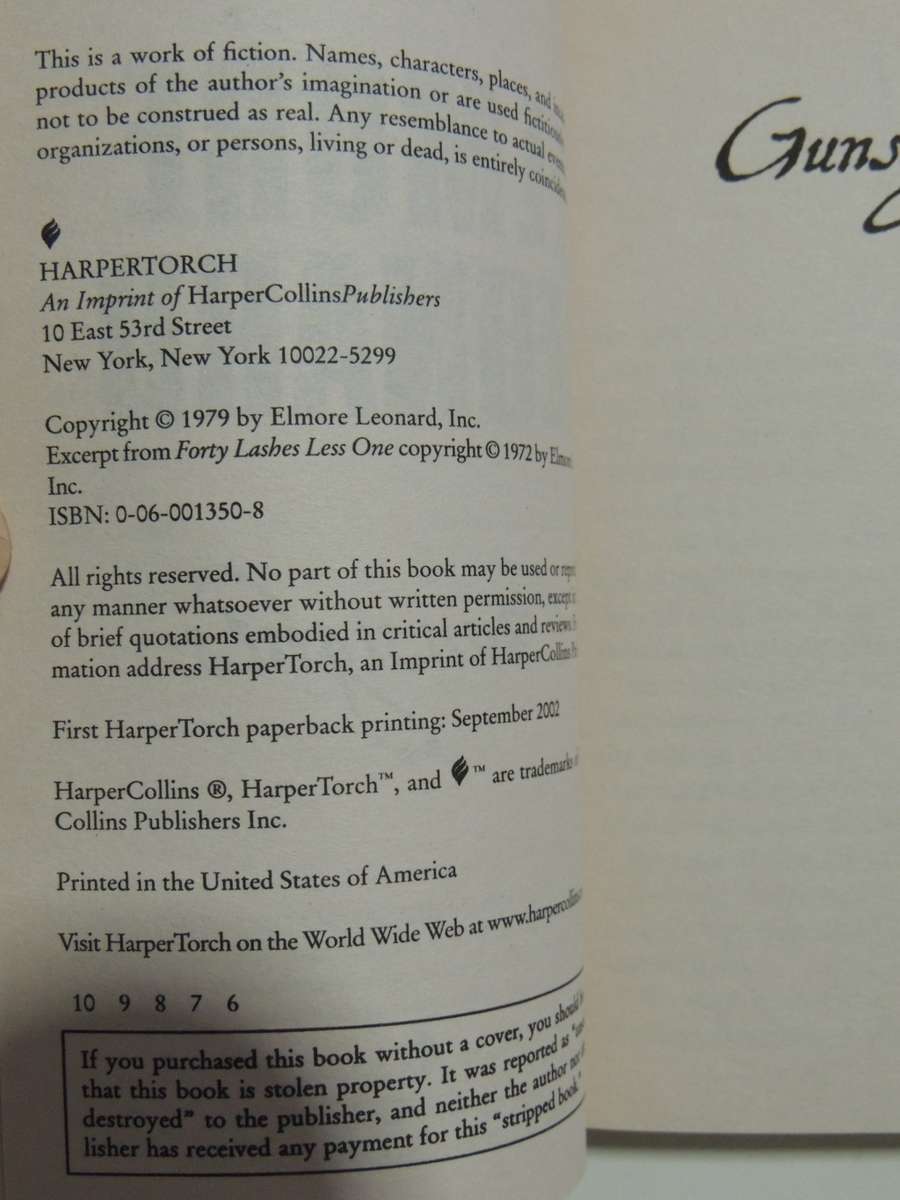 This is a work of fiction. Names, characters, places, and
products of the author's imagination or are used
not to be construed as real. Any resemblance to actual
organizations, or persons, living or dead, is entirely
HARPERTORCH
An Imprint of HarperCollinsPublishers
10 East 53rd Street
New York, New York 10022-5299
Copyright © 1979 by Elmore Leonard, Inc.
Excerpt from Forty Lashes Less One copyright © 1972 by
Inc.
ISBN: 0-06-001350-8
All rights reserved. No part of this book may be used or
any manner whatsoever without written permission, except
of brief quotations embodied in critical articles and reviews
mation address HarperTorch, an Imprint of HarperCollins
First HarperTorch paperback printing: September 2002
HarperCollins ®, HarperTorch™, and ™ are trademarks
Collins Publishers Inc.
Printed in the United States of America
Visit HarperTorch on the World Wide Web at
10 9 8 7 6
If you purchased this book without a cover, you should
that this book is stolen property. It was reported as
destroyed" to the publisher, and neither the author
lisher has received any payment for this "stripped book
Guns